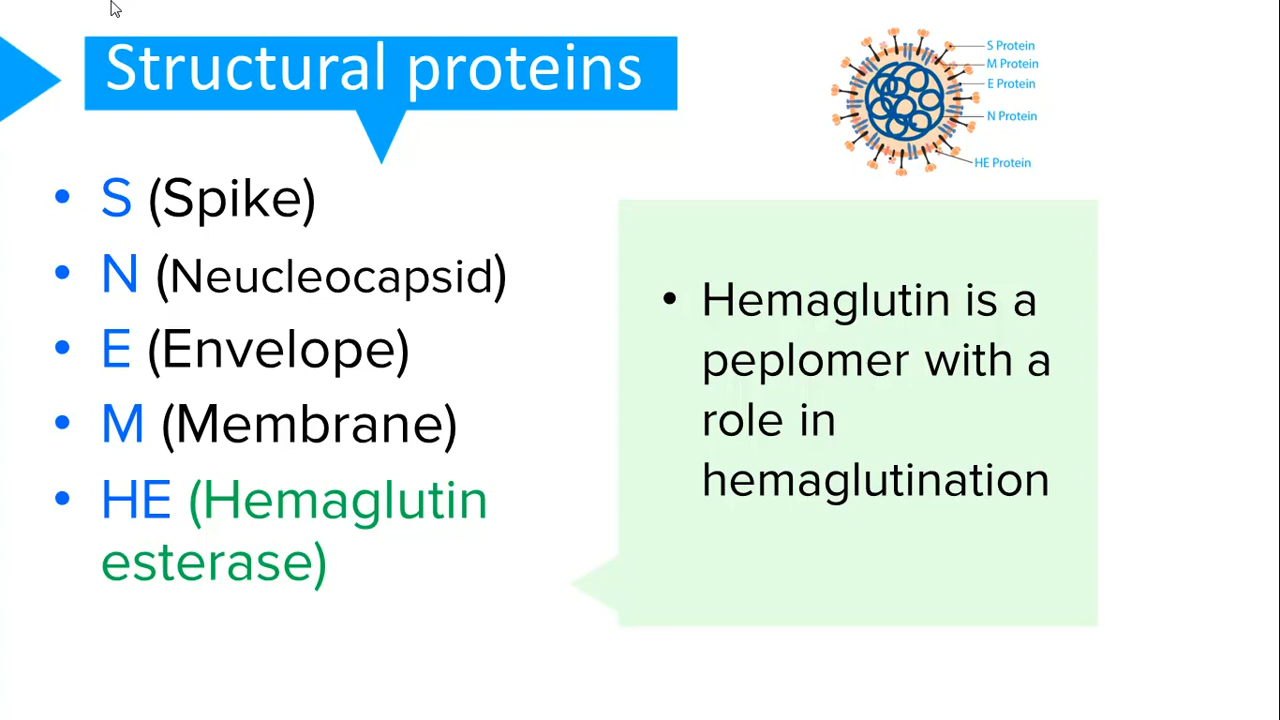 Structural proteins
S Protein
M Protein
E Protein
N Protein
HE Protein
• S (Spike)
• N (Neucleocapsid)
• E (Envelope)
• M (Membrane)
• HE (Hemaglutin
esterase)
• Hemaglutin is a
peplomer with a
role in
hemaglutination